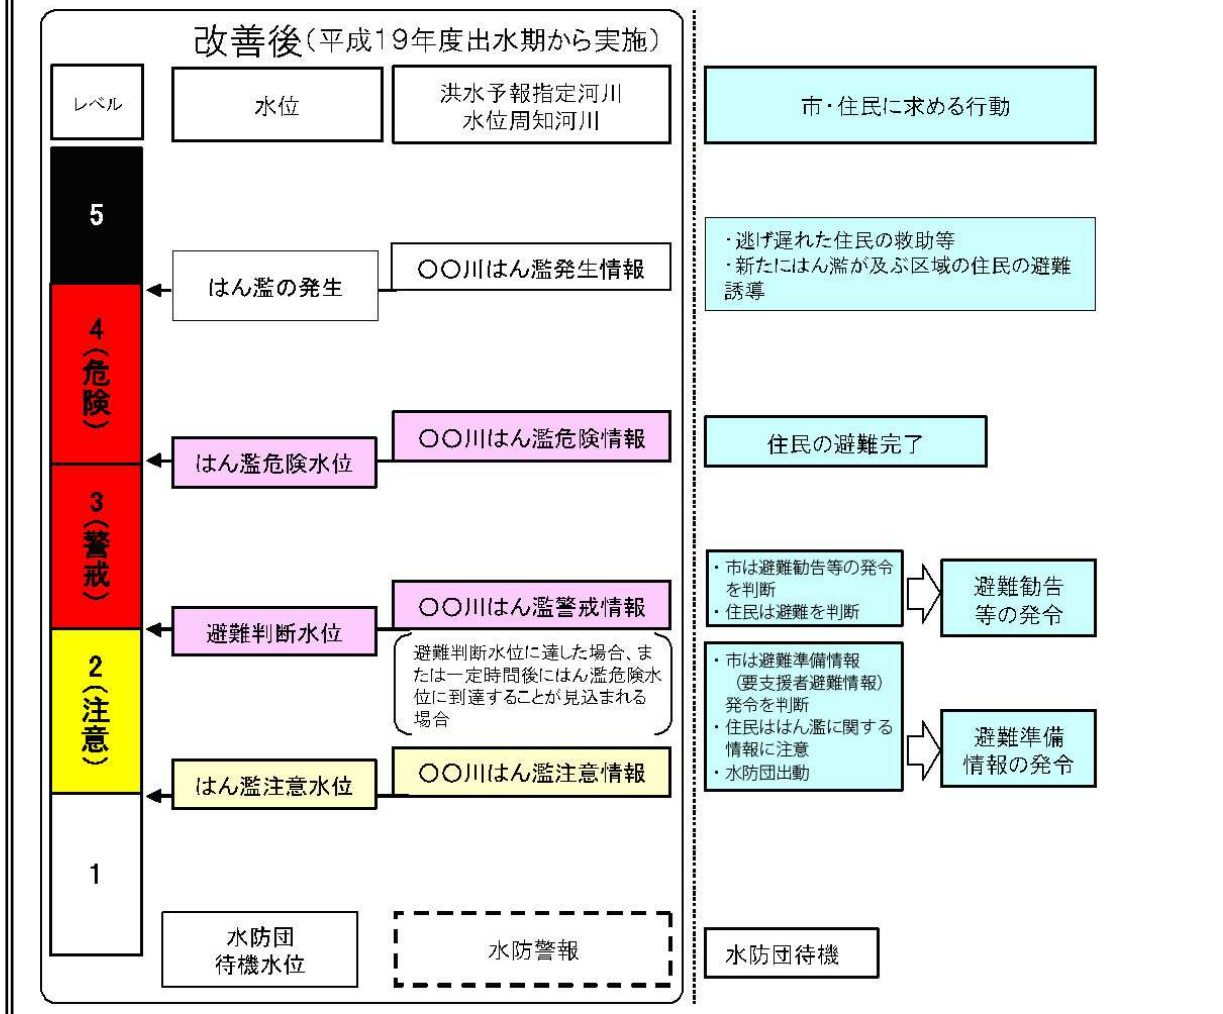 改善後(平成19年度出水期から実施)
レベル
水位
洪水予報指定河川
水位周知河川
市・住民に求める行動
5
はん濫の発生
〇〇川はん濫発生情報
・逃げ遅れた住民の救助等
・新たにはん濫が及ぶ区域の住民の避難
誘導
4(危険)
はん濫危険水位
〇〇川はん濫危険情報
住民の避難完了
3(警戒)
避難判断水位
〇〇川はん濫警戒情報
避難判断水位に達した場合、ま
たは一定時間後にはん濫危険水
位に到達することが見込まれる
場合
・市は避難勧告等の発令
を判断
・住民は避難を判断
避難勧告
等の発令
2(注意)
はん濫注意水位
〇〇川はん濫注意情報
・市は避難準備情報
(要支援者避難情報)
発令を判断
・住民ははん濫に関する
情報に注意
・水防団出動
避難準備
情報の発令
1
水防団
待機水位
水防警報
水防団待機